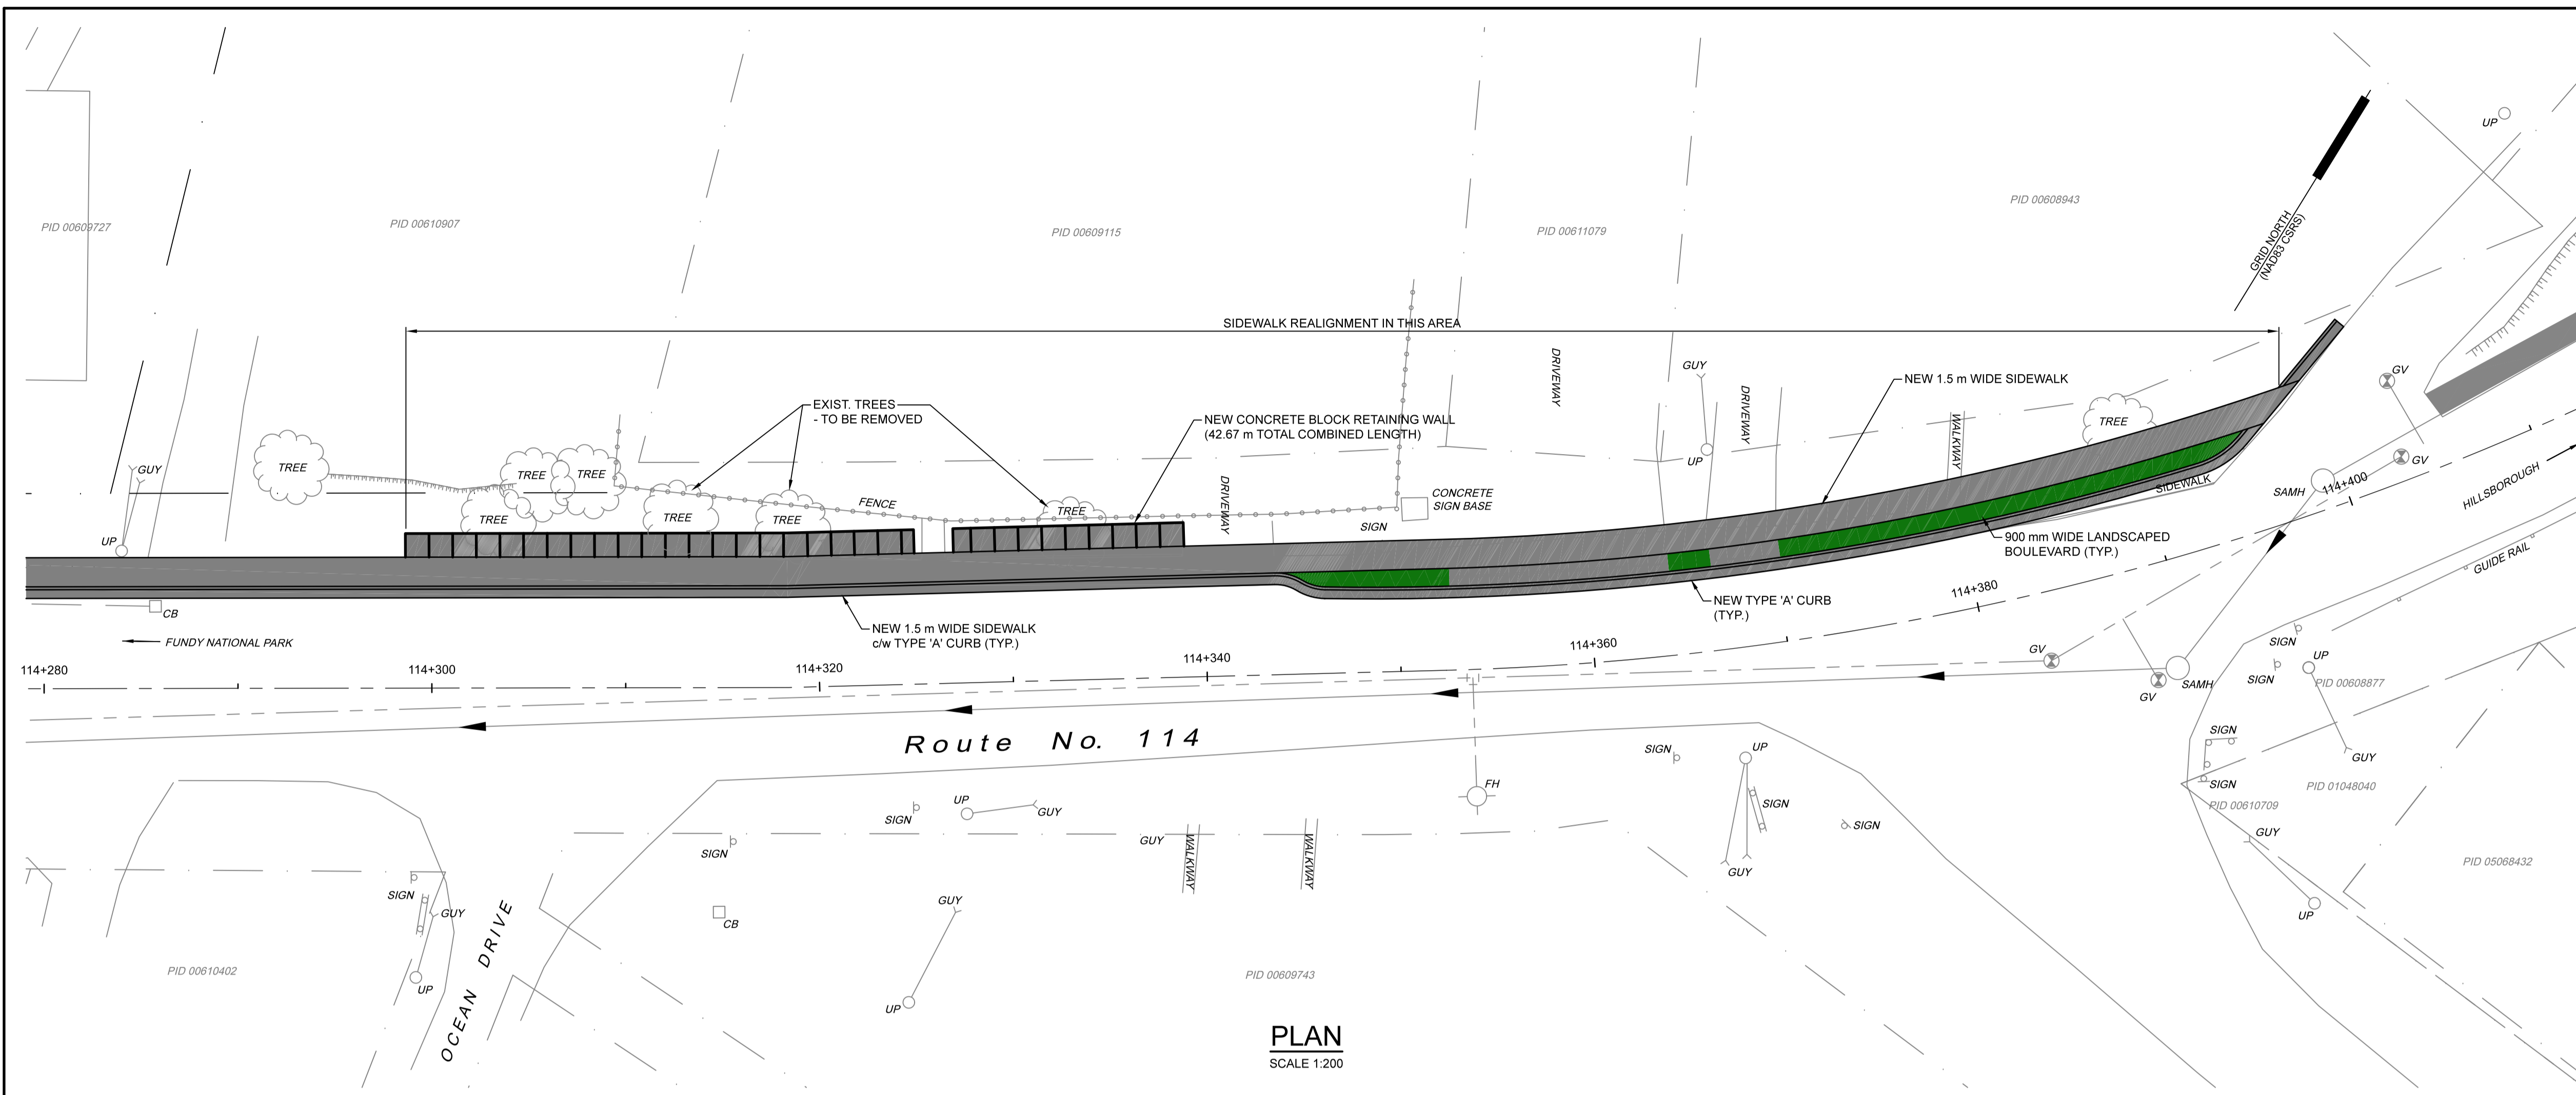 PID 00609727
PID 00610907
PID 00609115
PID 00611079
PID 00608943
UP
GRID NORTH
(NAD83 CSRS)
SIDEWALK REALIGNMENT IN THIS AREA
DRIVEWAY
GUY
DRIVEWAY
NEW 1.5 m WIDE SIDEWALK
GV
EXIST. TREES
- TO BE REMOVED
NEW CONCRETE BLOCK RETAINING WALL
(42.67 m TOTAL COMBINED LENGTH)
WALKWAY
TREE
GUY
TREE
TREE
TREE
UP
GV
HILLSBOROUGH
TREE
TREE
TREE
FENCE
TREE
DRIVEWAY
CONCRETE
SIGN BASE
SIGN
SIDEWALK
SAMH
114+400
UP
900 mm WIDE LANDSCAPED
BOULEVARD (TYP.)
GUIDE RAIL
CB
NEW TYPE 'A' CURB
(TYP.)
114+380
FUNDY NATIONAL PARK
NEW 1.5 m WIDE SIDEWALK
c/w TYPE 'A' CURB (TYP.)
114+280
114+300
114+320
114+340
114+360
GV
SIGN
UP
SIGN
GV
SAMH
PID 00608877
Route No. 114
SIGN
UP
SIGN
GUY
FH
SIGN
PID 01048040
SIGN
UP
GUY
SIGN
SIGN
PID 00610709
SIGN
GUY
WALKWAY
WALKWAY
GUY
PID 05068432
GUY
SIGN
GUY
GUY
UP
CB
OCEAN DRIVE
PID 00610402
UP
PID 00609743
UP
PLAN
SCALE 1:200